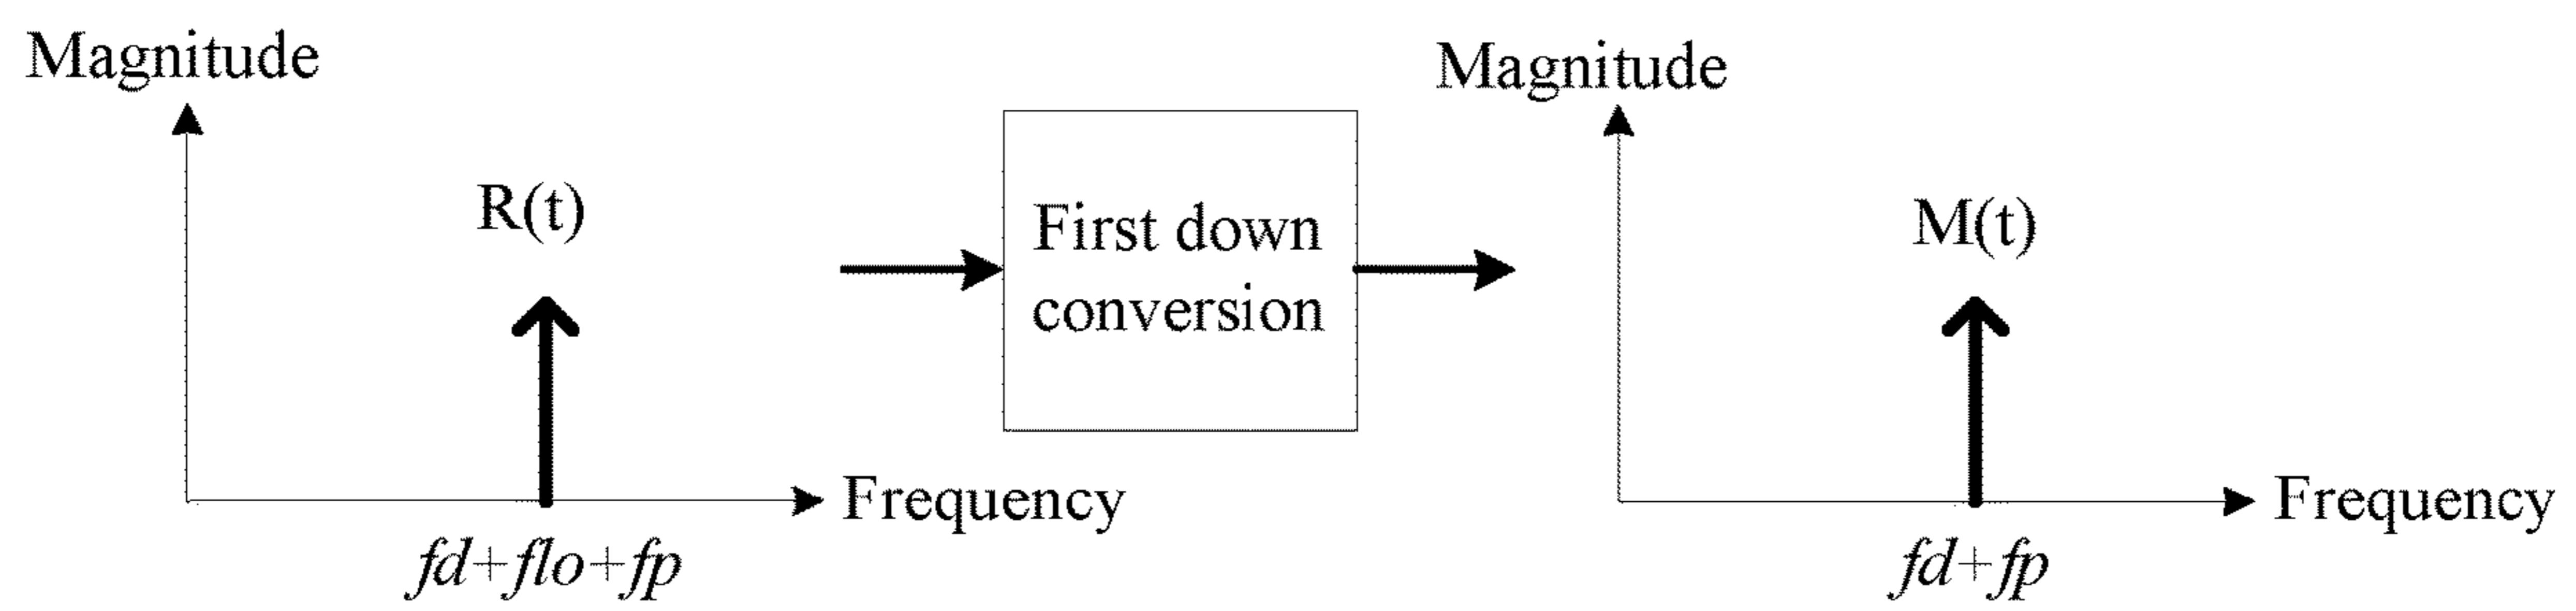 Magnitude
R(t)
Frequency
fd+flo+fp
First down
conversion
Magnitude
M(t)
Frequency
fd+fp